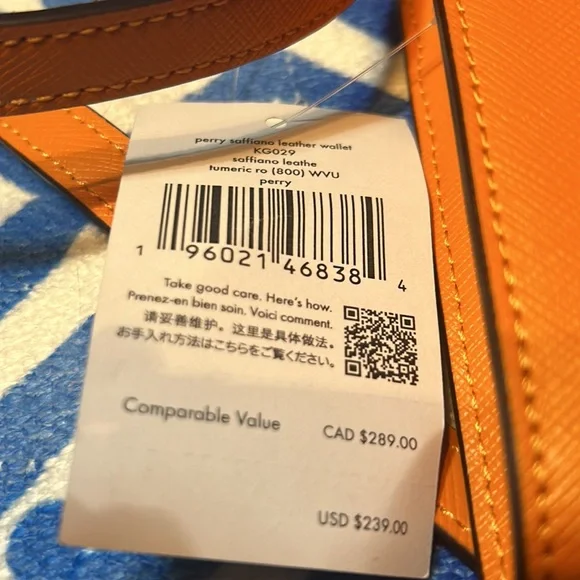 perry saffiano leather wallet
KG029
saffiano leathe
tumeric ro (800) WVU
perry
1 96021 46838 4
Take good care. Here's how.
Prenez-en bien soin. Voici comment.
请妥善维护。这里是具体做法。
お手入れ方法はこちらをご覧ください。
Comparable Value
CAD $289.00
USD $239.00